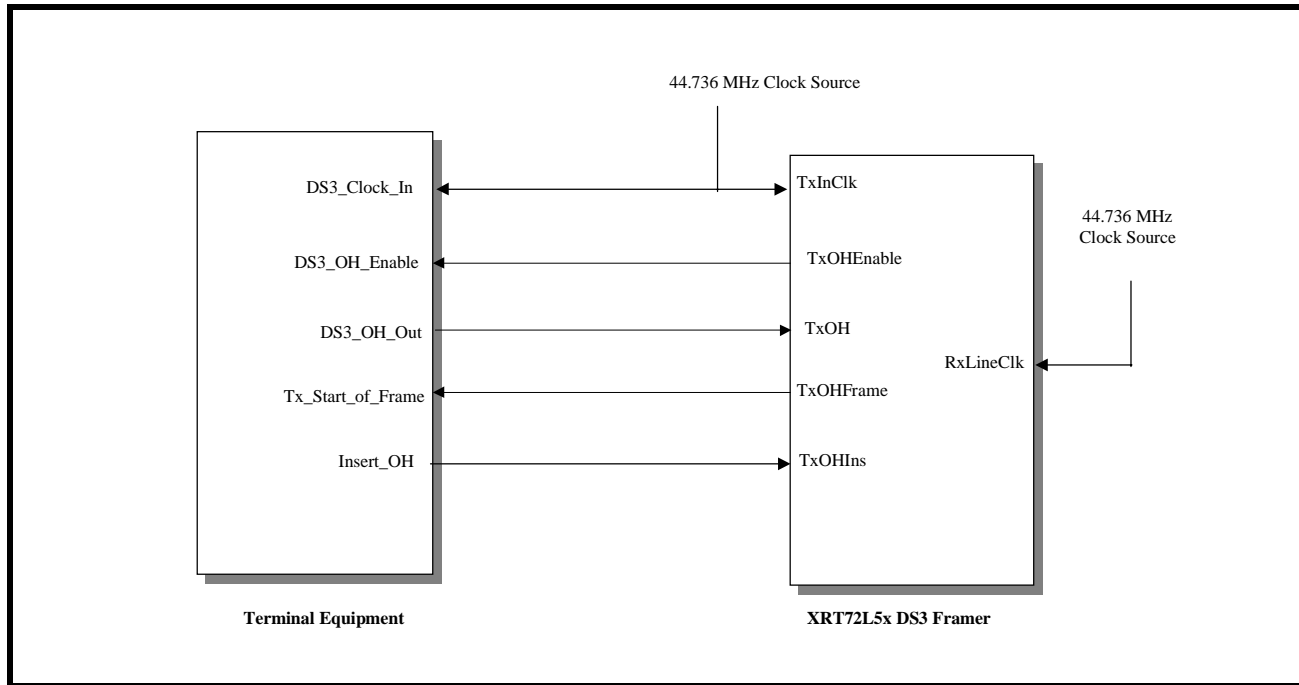 44.736 MHz Clock Source
DS3_Clock_In
TxInClk
44.736 MHz
Clock Source
DS3_OH_Enable
TxOHEnable
DS3_OH_Out
TxOH
RxLineClk
Tx_Start_of_Frame
TxOHFrame
Insert_OH
TxOHIns
Terminal Equipment
XRT72L5x DS3 Framer